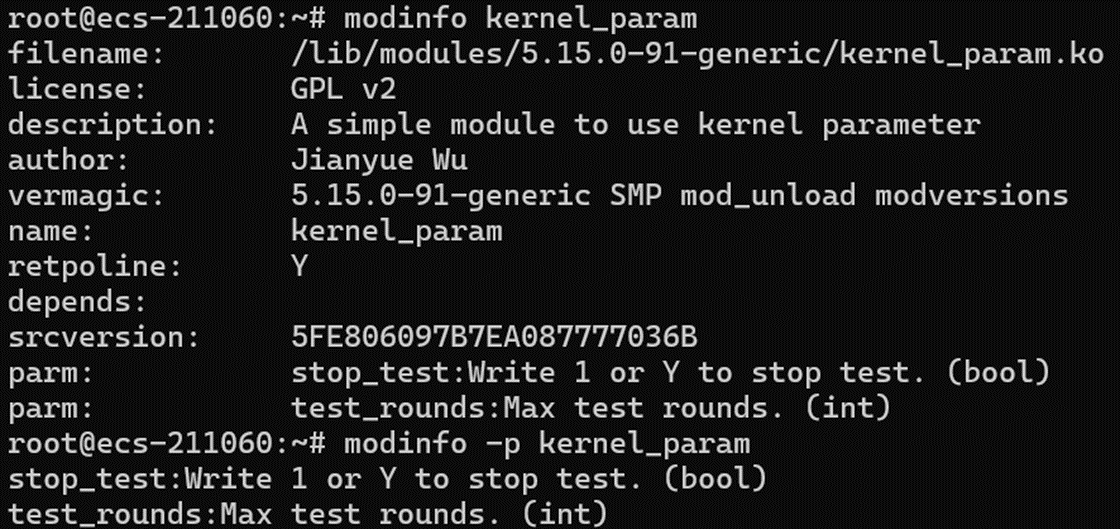 root@ecs-211060:~# modinfo kernel_param
filename:       /lib/modules/5.15.0-91-generic/kernel_param.ko
license:        GPL v2
description:    A simple module to use kernel parameter
author:         Jianyue Wu
vermagic:       5.15.0-91-generic SMP mod_unload modversions
name:           kernel_param
retpoline:      Y
depends:
srcversion:     5FE806097B7EA087777036B
parm:           stop_test:Write 1 or Y to stop test. (bool)
parm:           test_rounds:Max test rounds. (int)
root@ecs-211060:~# modinfo -p kernel_param
stop_test:Write 1 or Y to stop test. (bool)
test_rounds:Max test rounds. (int)